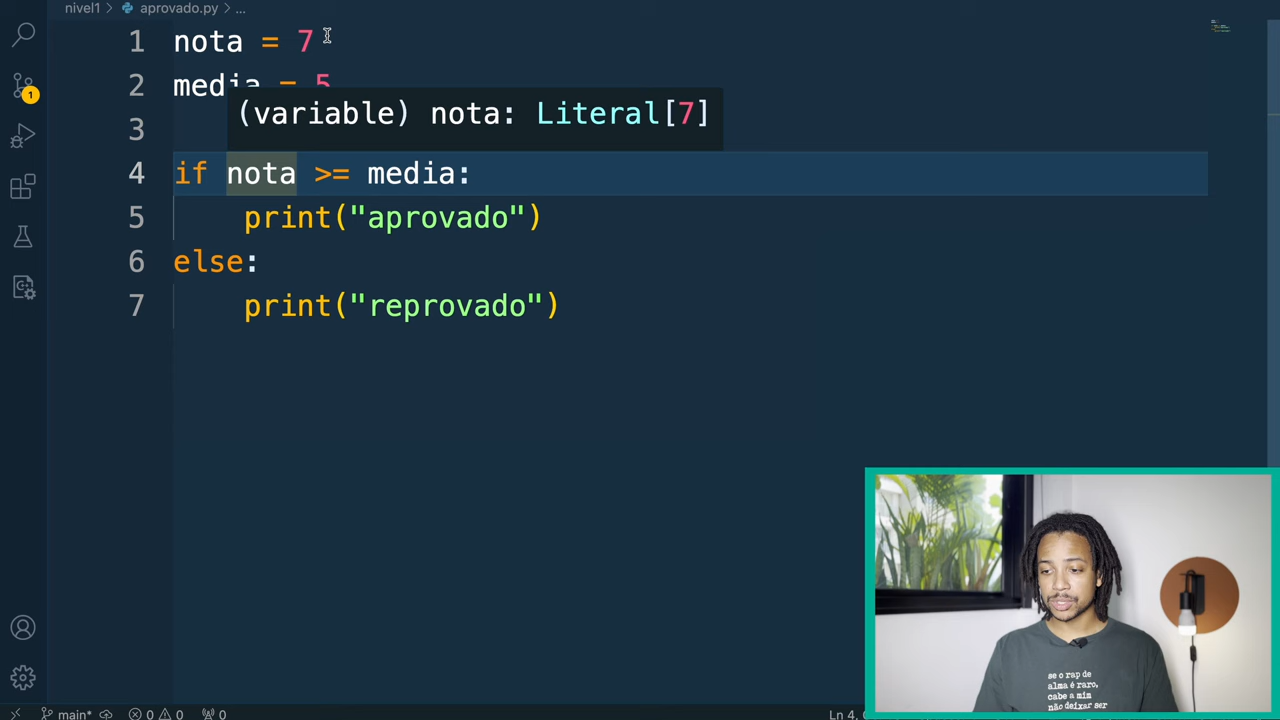 nivel1 > aprovado.py > ...
1 nota = 7
2 media = 5
(variable) nota: Literal[7]
3
4 if nota >= media:
5 print("aprovado")
6 else:
7 print("reprovado")
1
se o rap de
alma é raro,
cabe a mim
não deixar ser
main* 0 0 0
Ln 4,